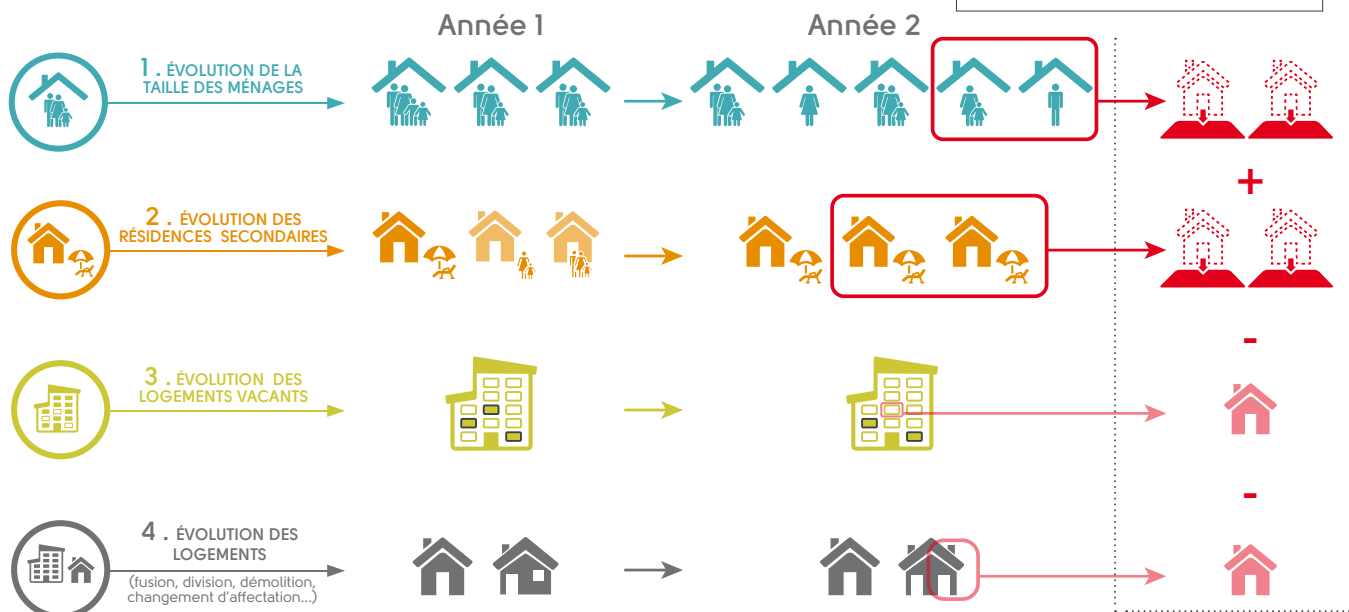 Année 1
Année 2
1 . ÉVOLUTION DE LA
TAILLE DES MÉNAGES
+
2 . ÉVOLUTION DES
RÉSIDENCES SECONDAIRES
-
3 . ÉVOLUTION DES
LOGEMENTS VACANTS
-
4 . ÉVOLUTION DES
LOGEMENTS
(fusion, division, démolition,
changement d'affectation...)